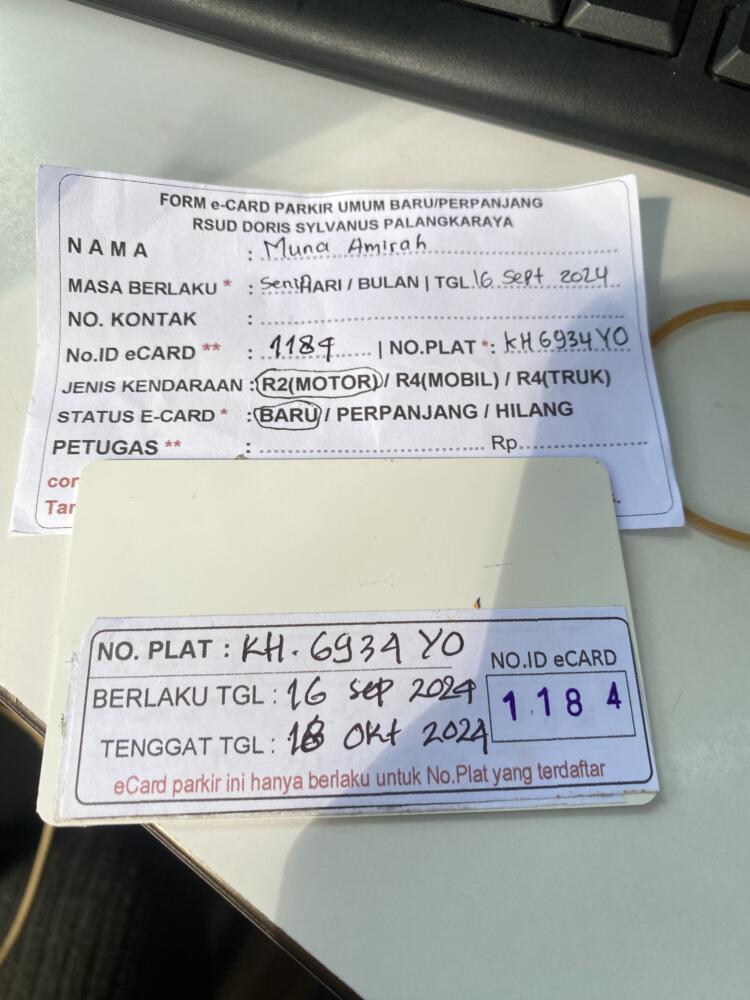 FORM e-CARD PARKIR UMUM BARU/PERPANJANG
RSUD DORIS SYLVANUS PALANGKARAYA
NAMA : Muna Amirah
MASA BERLAKU * : Senin HARI / BULAN | TGL. 16 Sept 2024
NO. KONTAK :
No.ID eCARD ** : 1184 | NO.PLAT *: KH 6934 YO
JENIS KENDARAAN : R2(MOTOR) / R4(MOBIL) / R4(TRUK)
STATUS E-CARD * : BARU / PERPANJANG / HILANG
PETUGAS ** : Rp.
NO. PLAT : KH. 6934 YO
NO.ID eCARD
BERLAKU TGL : 16 Sep 2024
1184
TENGGAT TGL : Okt 2024
eCard parkir ini hanya berlaku untuk No.Plat yang terdaftar